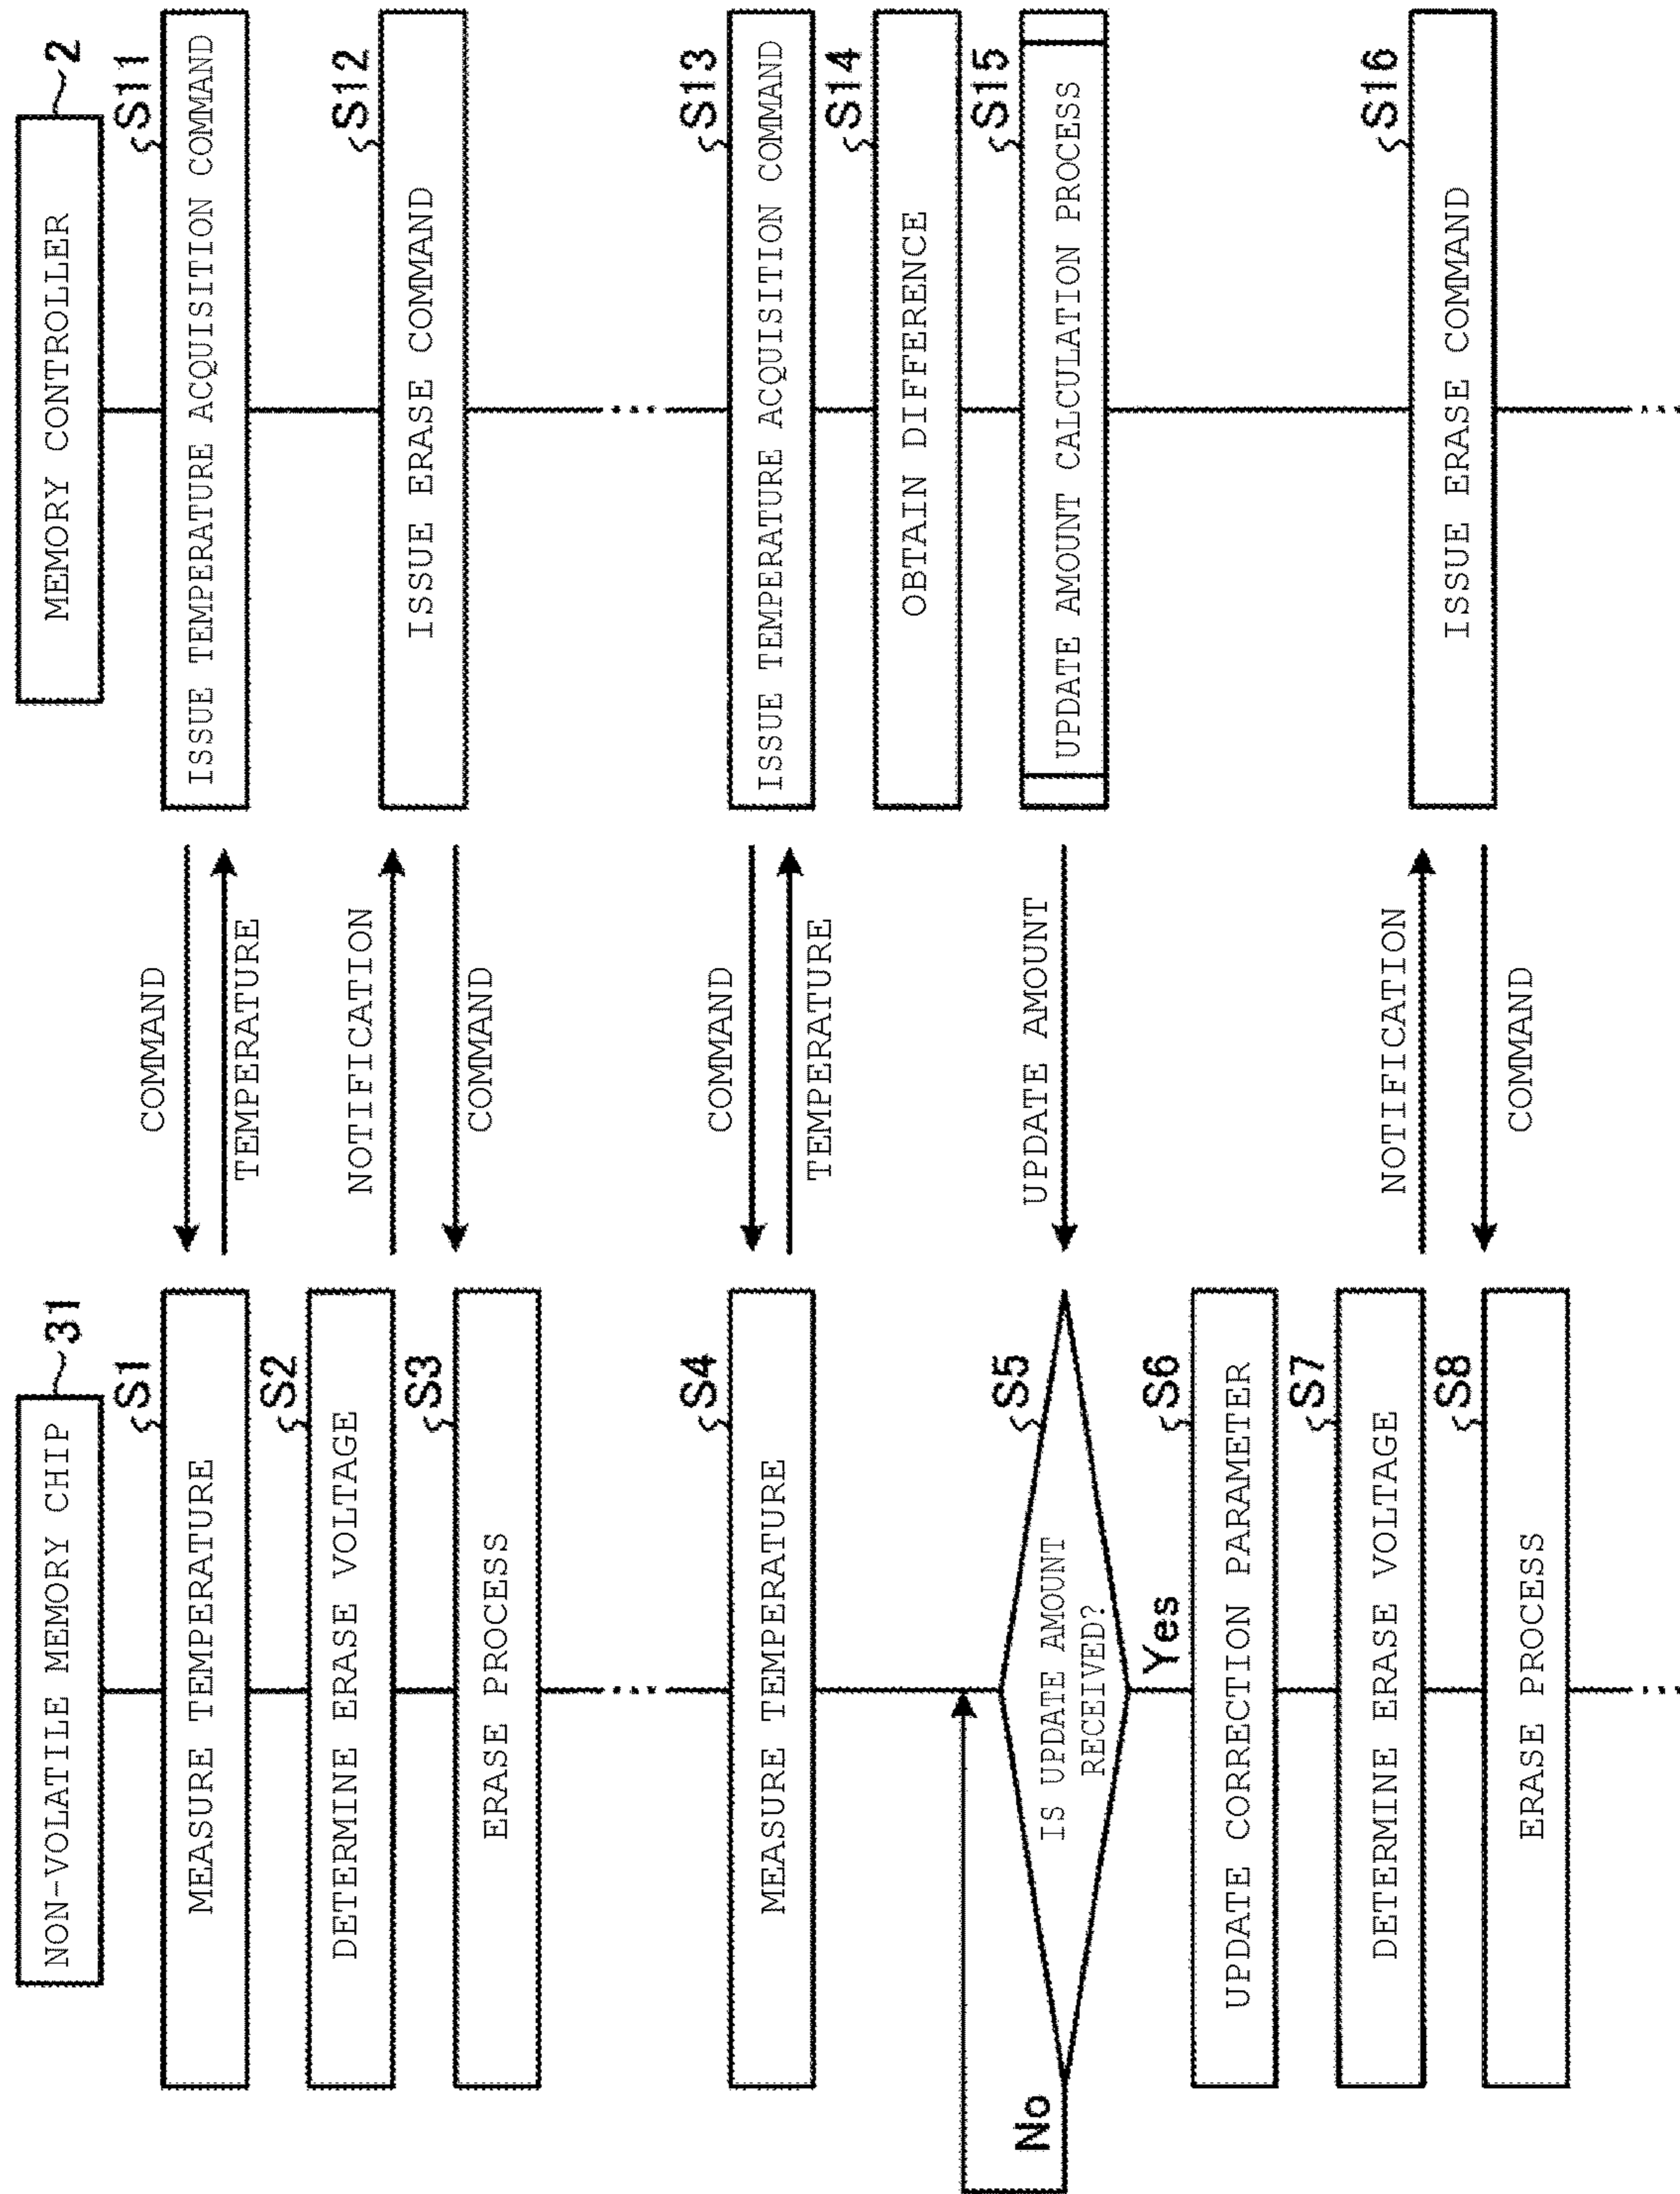 NON-VOLATILE MEMORY CHIP
31
MEMORY CONTROLLER
2
S1
MEASURE TEMPERATURE
COMMAND
TEMPERATURE
S11
ISSUE TEMPERATURE ACQUISITION COMMAND
S2
DETERMINE ERASE VOLTAGE
NOTIFICATION
S12
ISSUE ERASE COMMAND
S3
ERASE PROCESS
COMMAND
S4
MEASURE TEMPERATURE
COMMAND
TEMPERATURE
S13
ISSUE TEMPERATURE ACQUISITION COMMAND
S14
OBTAIN DIFFERENCE
No
S5
IS UPDATE AMOUNT
RECEIVED?
Yes
UPDATE AMOUNT
S15
UPDATE AMOUNT CALCULATION PROCESS
S6
UPDATE CORRECTION PARAMETER
S7
DETERMINE ERASE VOLTAGE
NOTIFICATION
S16
ISSUE ERASE COMMAND
S8
ERASE PROCESS
COMMAND